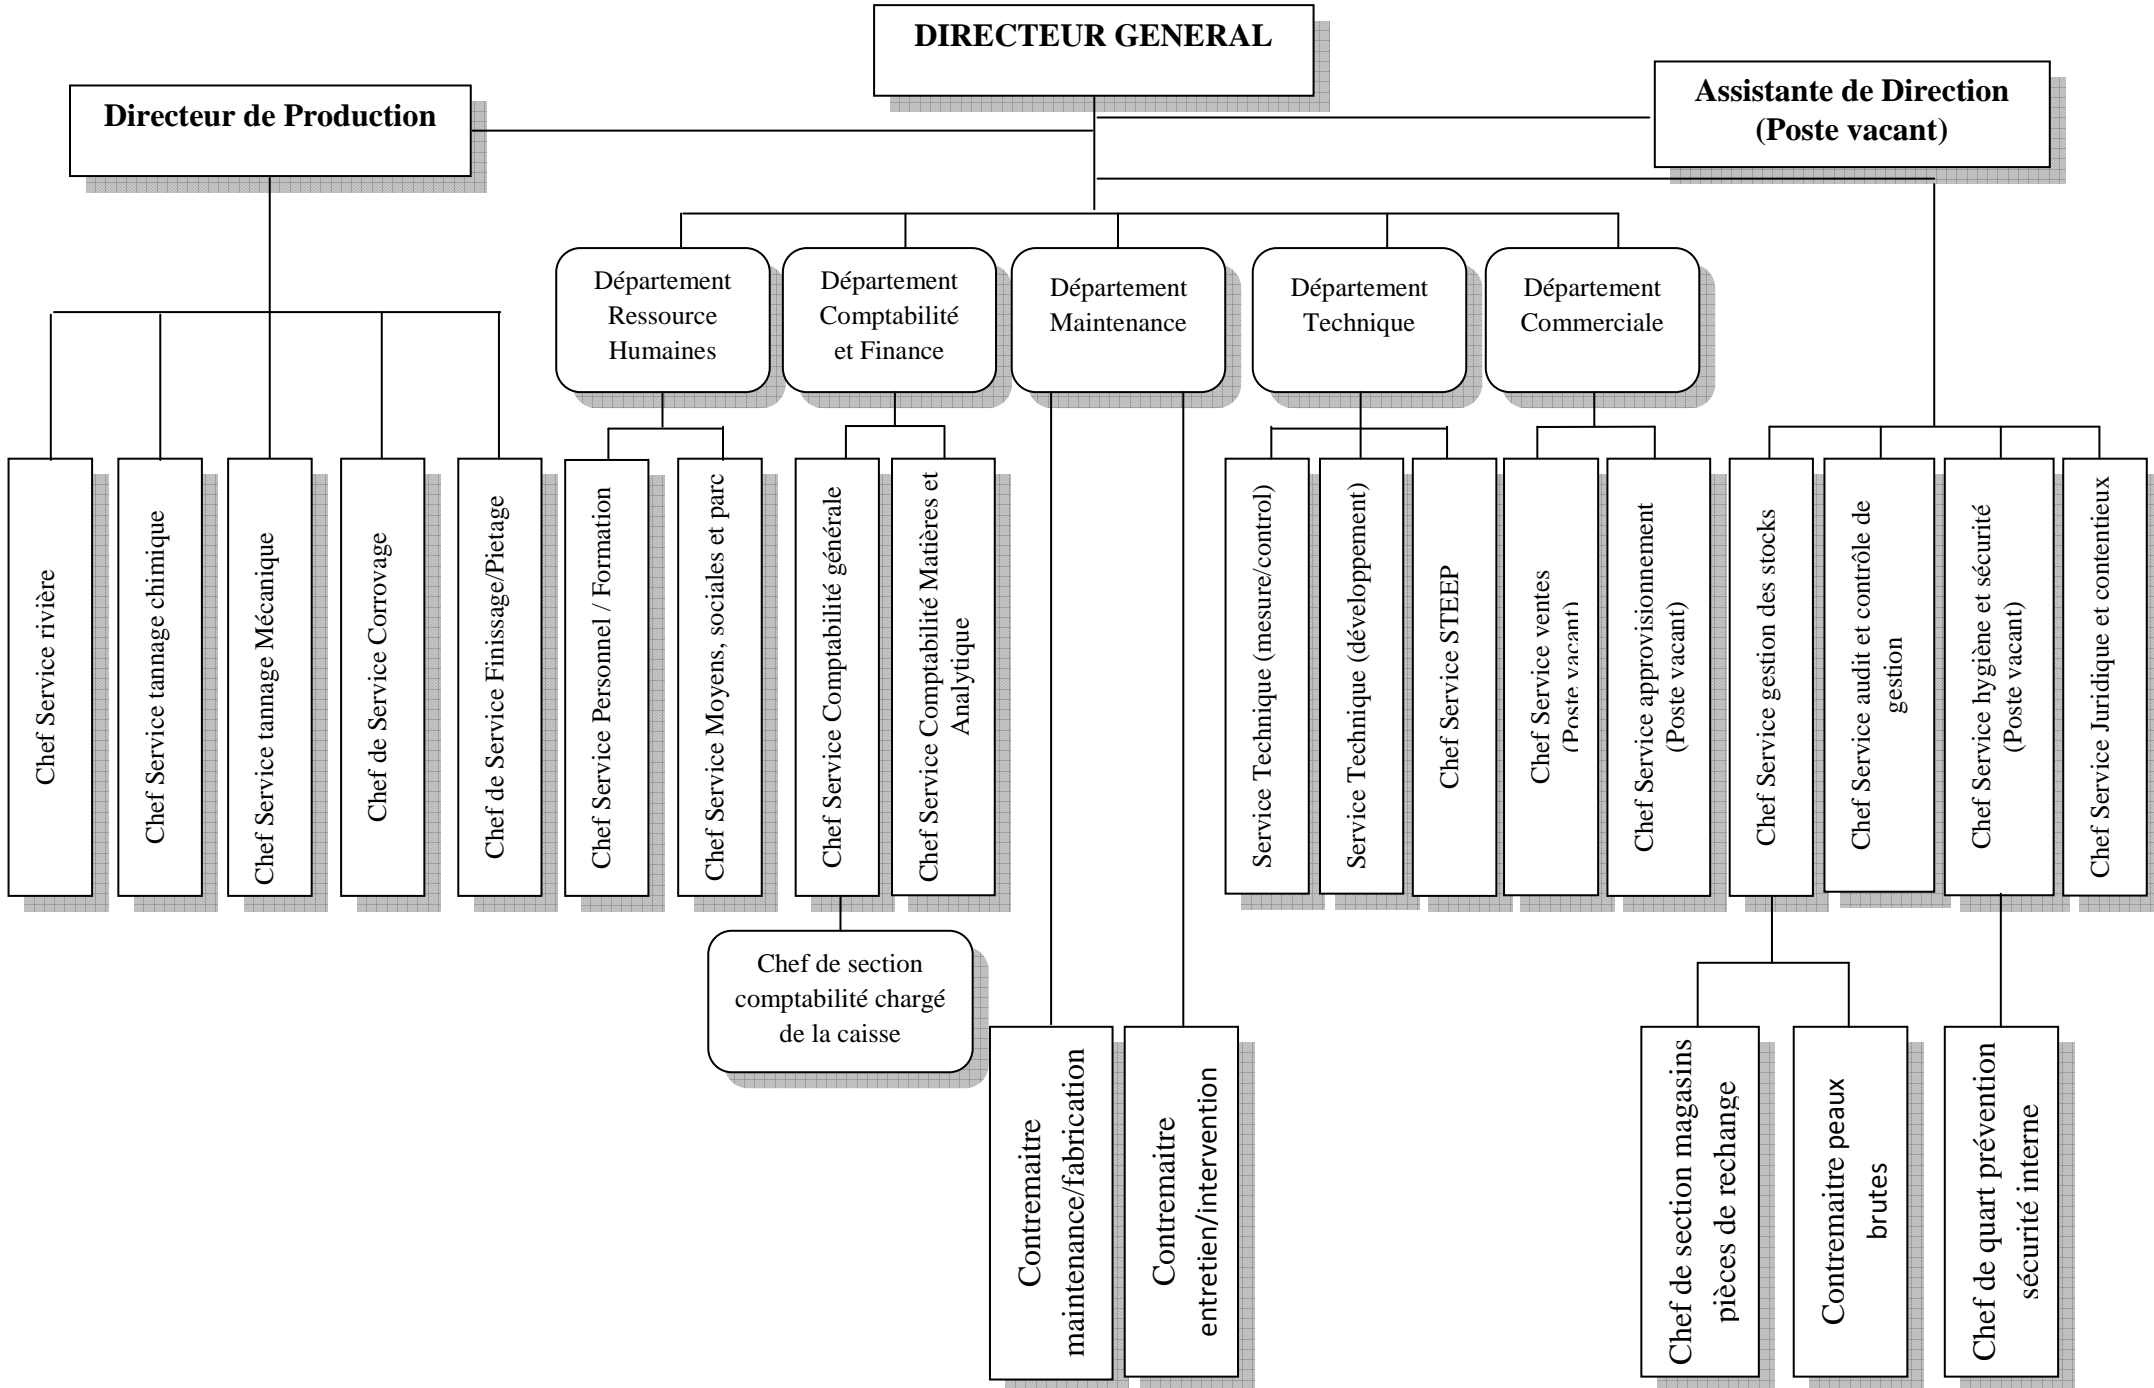 DIRECTEUR GENERAL
Directeur de Production
Assistante de Direction
(Poste vacant)
Département
Ressource
Humaines
Département
Comptabilité
et Finance
Département
Maintenance
Département
Technique
Département
Commerciale
Chef Service rivière
Chef Service tannage chimique
Chef Service tannage Mécanique
Chef de Service Corrovage
Chef de Service Finissage/Pietage
Chef Service Personnel / Formation
Chef Service Moyens, sociales et parc
Chef Service Comptabilité générale
Chef Service Comptabilité Matières et
Analytique
Service Technique (mesure/control)
Service Technique (développement)
Chef Service STEEP
Chef Service ventes
(Poste vacant)
Chef Service approvisionnement
(Poste vacant)
Chef Service gestion des stocks
Chef Service audit et contrôle de
gestion
Chef Service hygiène et sécurité
(Poste vacant)
Chef Service Juridique et contentieux
Chef de section
comptabilité chargé
de la caisse
Contremaitre
maintenance/fabrication
Contremaitre
entretien/intervention
Chef de section magasins
pièces de rechange
Contremaitre peaux
brutes
Chef de quart prévention
sécurité interne